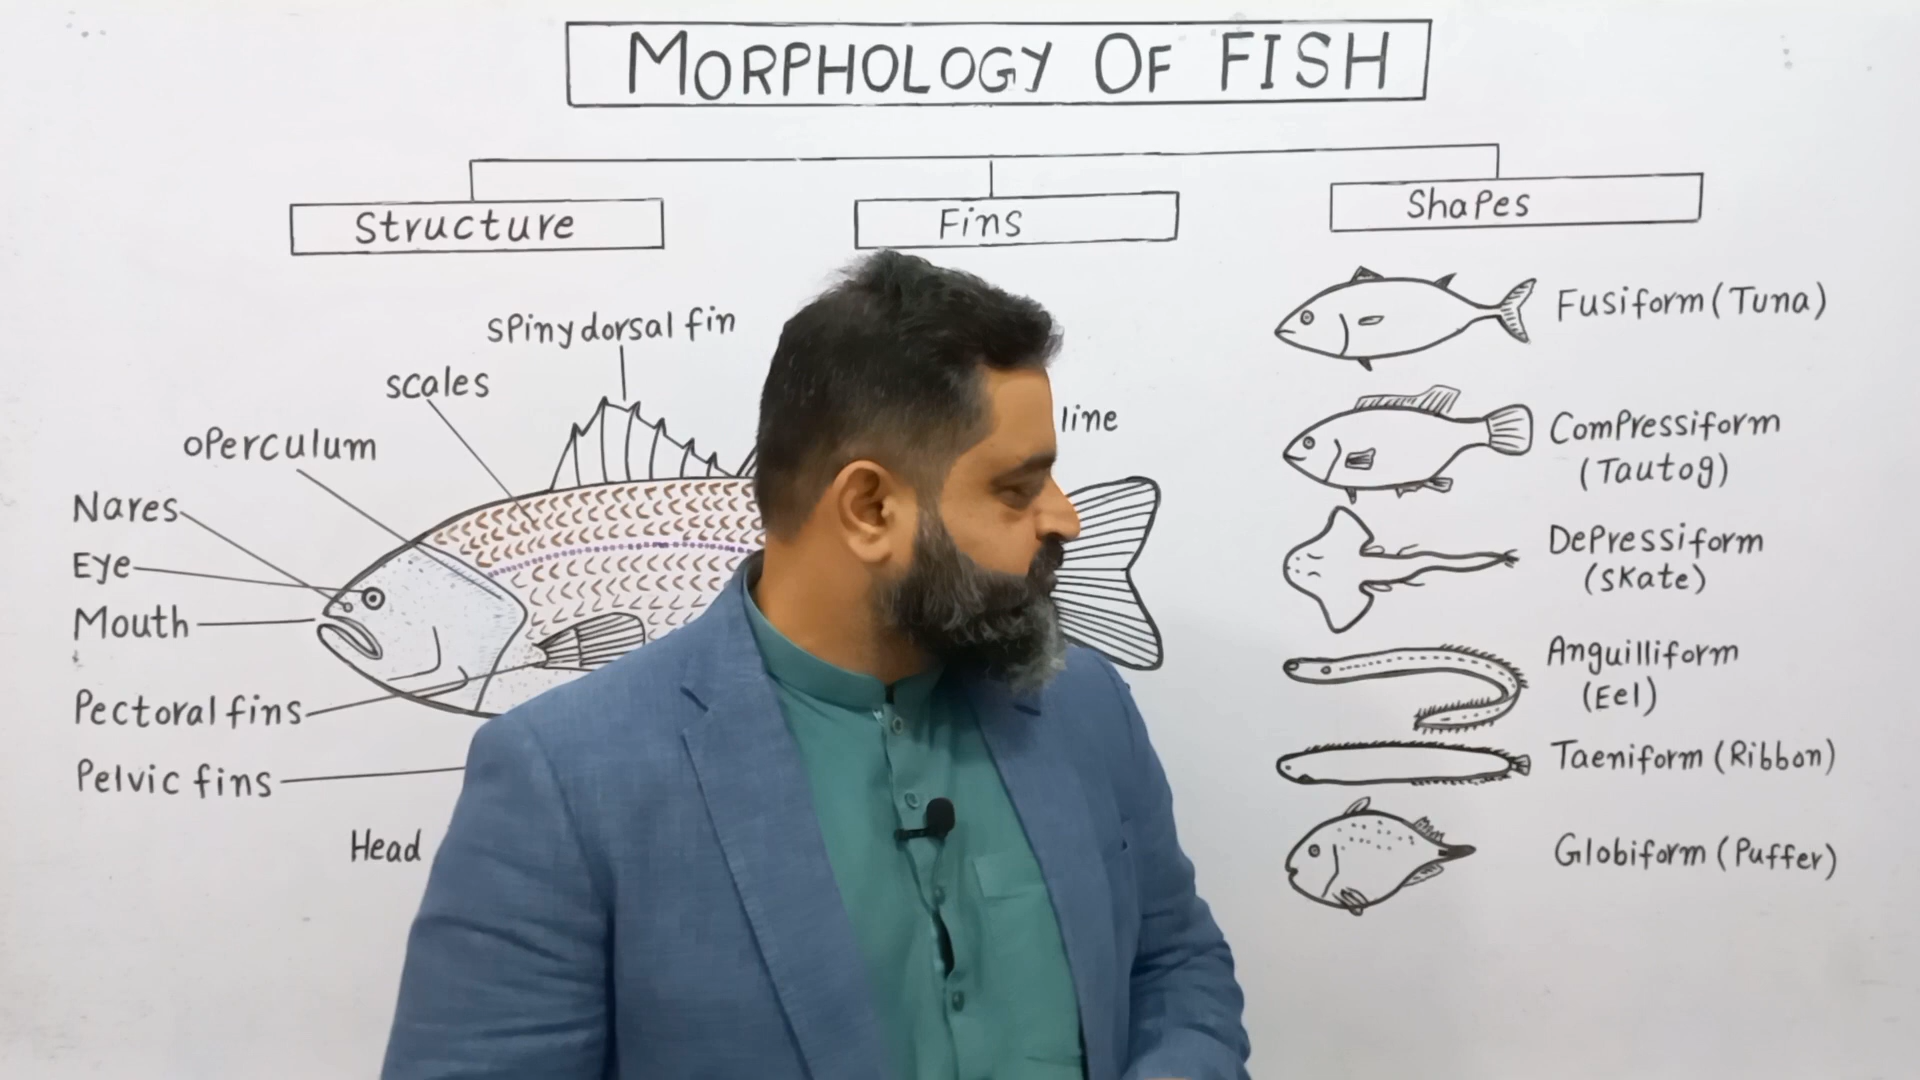 MORPHOLOGY OF FISH
Structure
Fins
Shapes
Spiny dorsal fin
scales
operculum
Nares
Eye
Mouth
Pectoral fins
Pelvic fins
Head
line
Fusiform (Tuna)
Compressiform
(Tautog)
Depressiform
(Skate)
Anguilliform
(Eel)
Taeniform (Ribbon)
Globiform (Puffer)